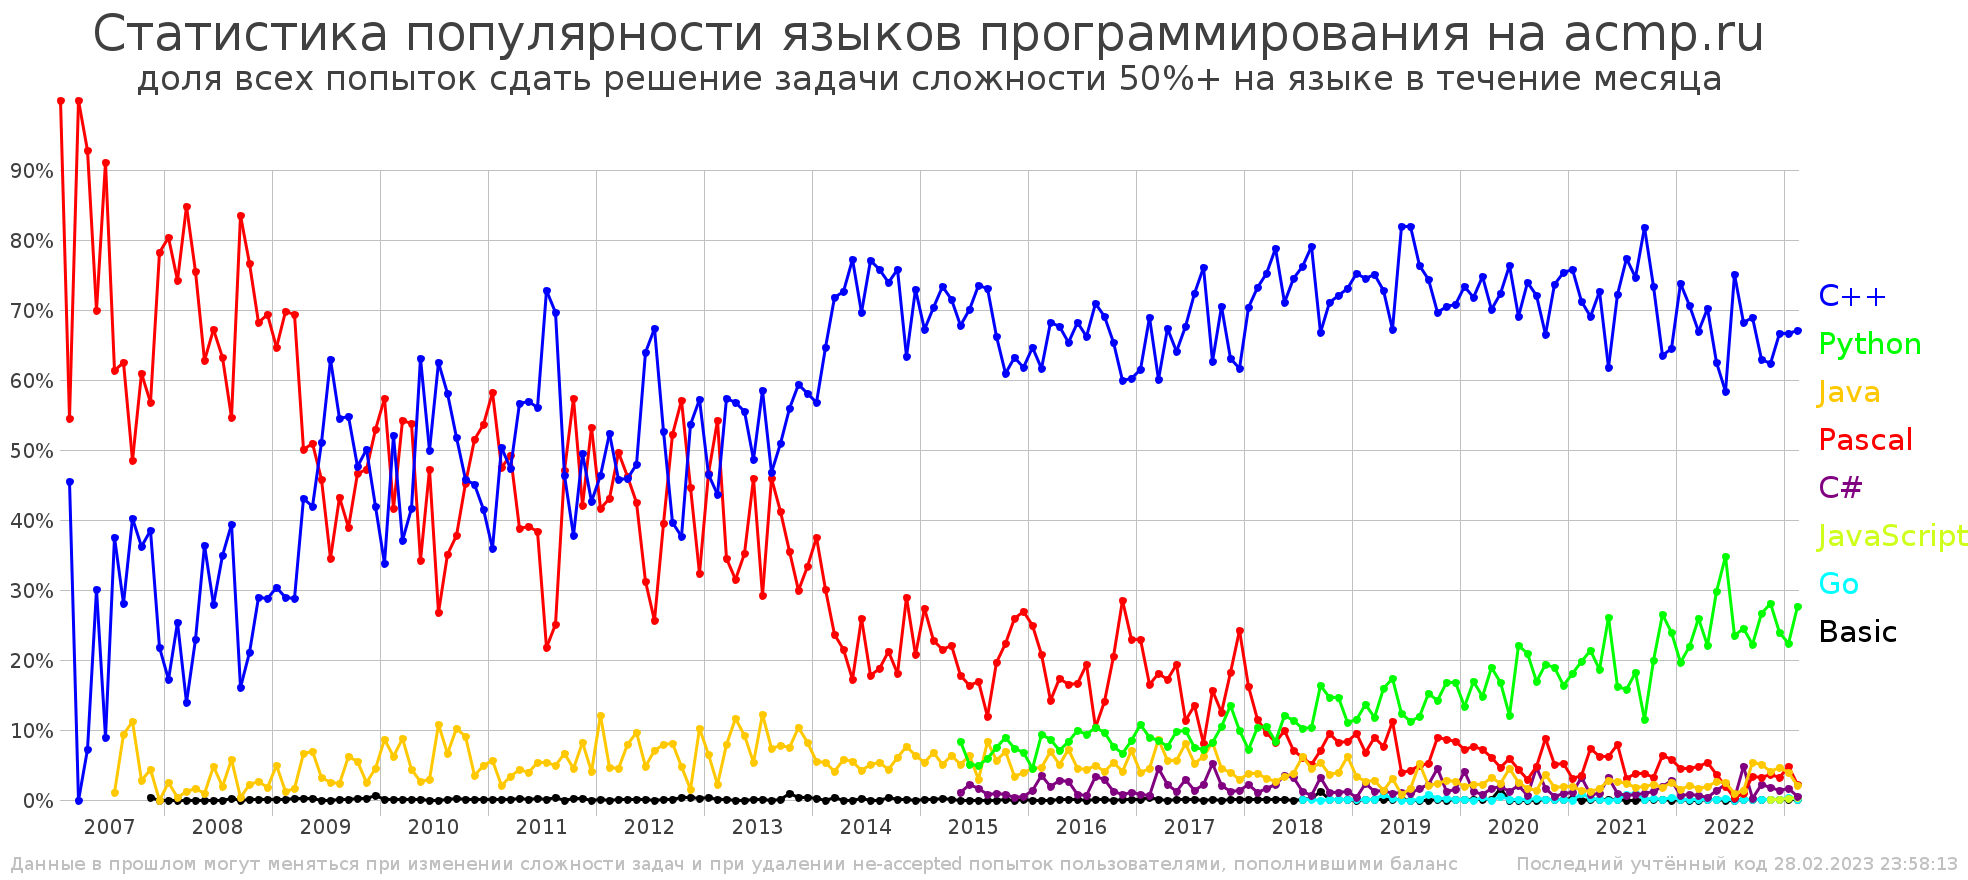 Статистика популярности языков программирования на acmp.ru
доля всех попыток сдать решение задачи сложности 50%+ на языке в течение месяца
90%
80%
70%
60%
50%
40%
30%
20%
10%
0%
2007 2008 2009 2010 2011 2012 2013 2014 2015 2016 2017 2018 2019 2020 2021 2022
C++
Python
Java
Pascal
C#
JavaScript
Go
Basic
Данные в прошлом могут меняться при изменении сложности задач и при удалении не-accepted попыток пользователями, пополнившими баланс
Последний учтённый код 28.02.2023 23:58:13